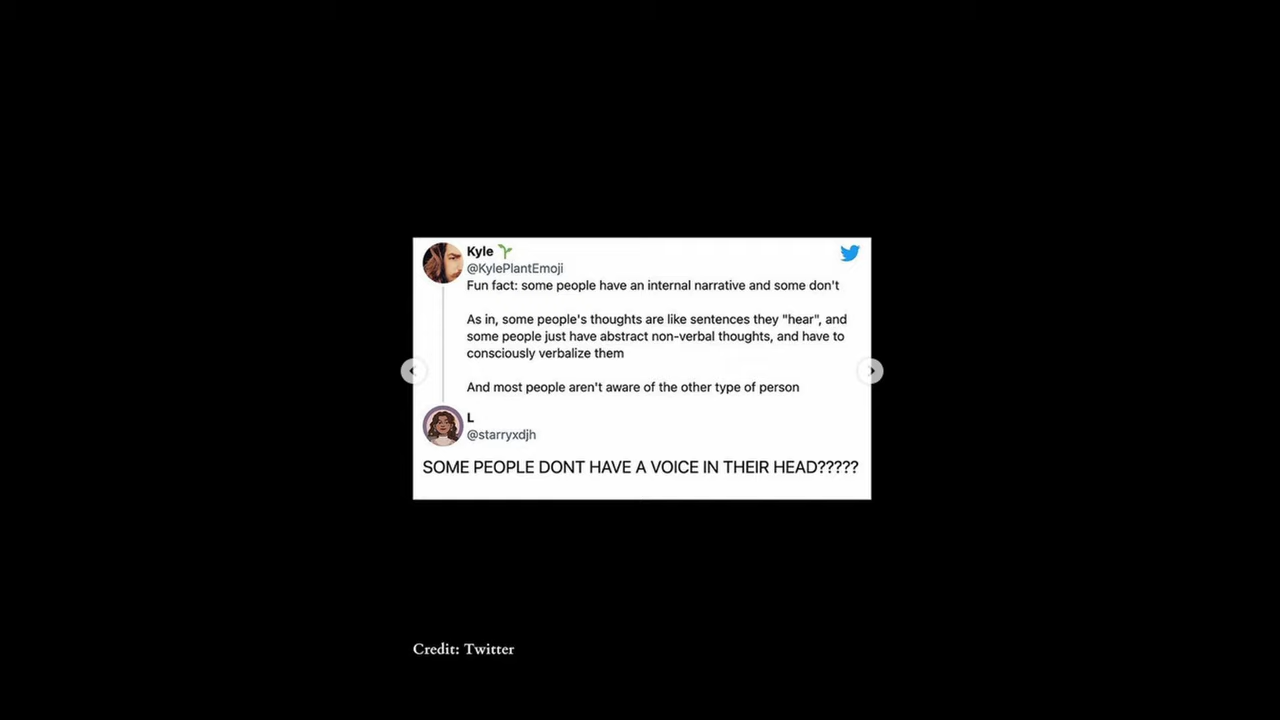 Kyle 🌱
@KylePlantEmoji
Fun fact: some people have an internal narrative and some don't
As in, some people's thoughts are like sentences they "hear", and
some people just have abstract non-verbal thoughts, and have to
consciously verbalize them
And most people aren't aware of the other type of person
L
@starryxdjh
SOME PEOPLE DONT HAVE A VOICE IN THEIR HEAD?????
Credit: Twitter